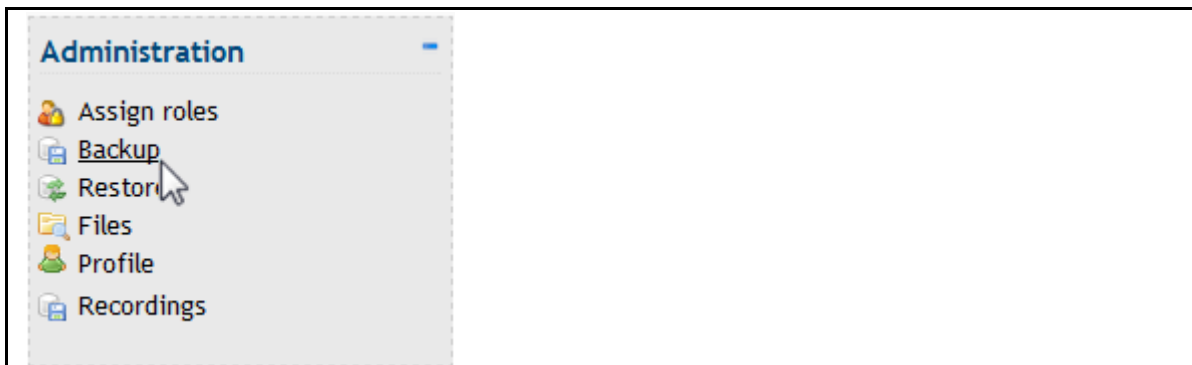 Administration
Assign roles
Backup
Restore
Files
Profile
Recordings